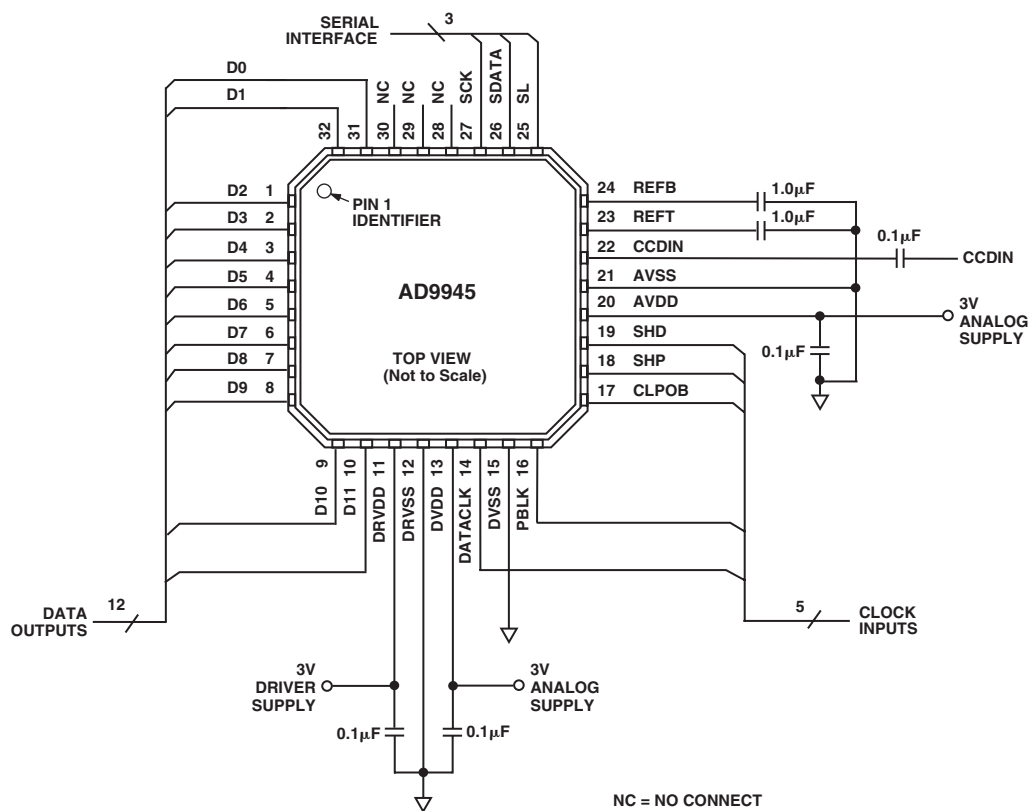 SERIAL
INTERFACE
3
D0
D1
NC
NC
NC
SCK
SDATA
SL
32
31
30
29
28
27
26
25
D2 1
D3 2
D4 3
D5 4
D6 5
D7 6
D8 7
D9 8
PIN 1
IDENTIFIER
AD9945
TOP VIEW
(Not to Scale)
24 REFB
23 REFT
22 CCDIN
21 AVSS
20 AVDD
19 SHD
18 SHP
17 CLPOB
1.0µF
1.0µF
0.1µF
CCDIN
3V
ANALOG
SUPPLY
0.1µF
D10 9
D11 10
DRVDD 11
DRVSS 12
DVDD 13
DATACLK 14
DVSS 15
PBLK 16
DATA
OUTPUTS
12
5
CLOCK
INPUTS
3V
DRIVER
SUPPLY
3V
ANALOG
SUPPLY
0.1µF
0.1µF
NC = NO CONNECT